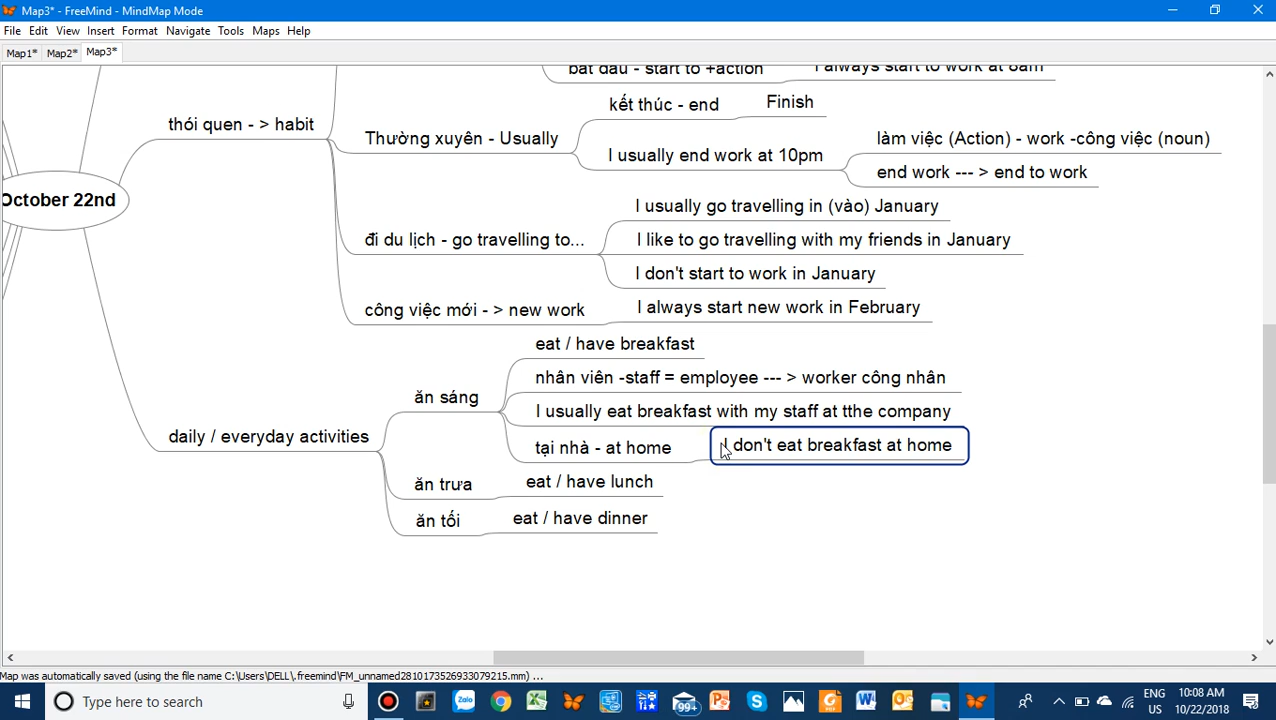 Map3* - FreeMind - MindMap Mode
File Edit View Insert Format Navigate Tools Maps Help
Map1* Map2* Map3*
bắt đầu - start to +action
I always start to work at 8am
kết thúc - end
Finish
thói quen - > habit
Thường xuyên - Usually
làm việc (Action) - work -công việc (noun)
I usually end work at 10pm
end work --- > end to work
October 22nd
I usually go travelling in (vào) January
đi du lịch - go travelling to...
I like to go travelling with my friends in January
I don't start to work in January
công việc mới - > new work
I always start new work in February
eat / have breakfast
nhân viên -staff = employee --- > worker công nhân
ăn sáng
I usually eat breakfast with my staff at tthe company
daily / everyday activities
tại nhà - at home
I don't eat breakfast at home
ăn trưa
eat / have lunch
ăn tối
eat / have dinner
Map was automatically saved (using the file name C:\Users\DELL\.freemind\FM_unnamed2810173526933079215.mm) ...
Type here to search
Zalo
99+
ENG
US
10:08 AM
10/22/2018